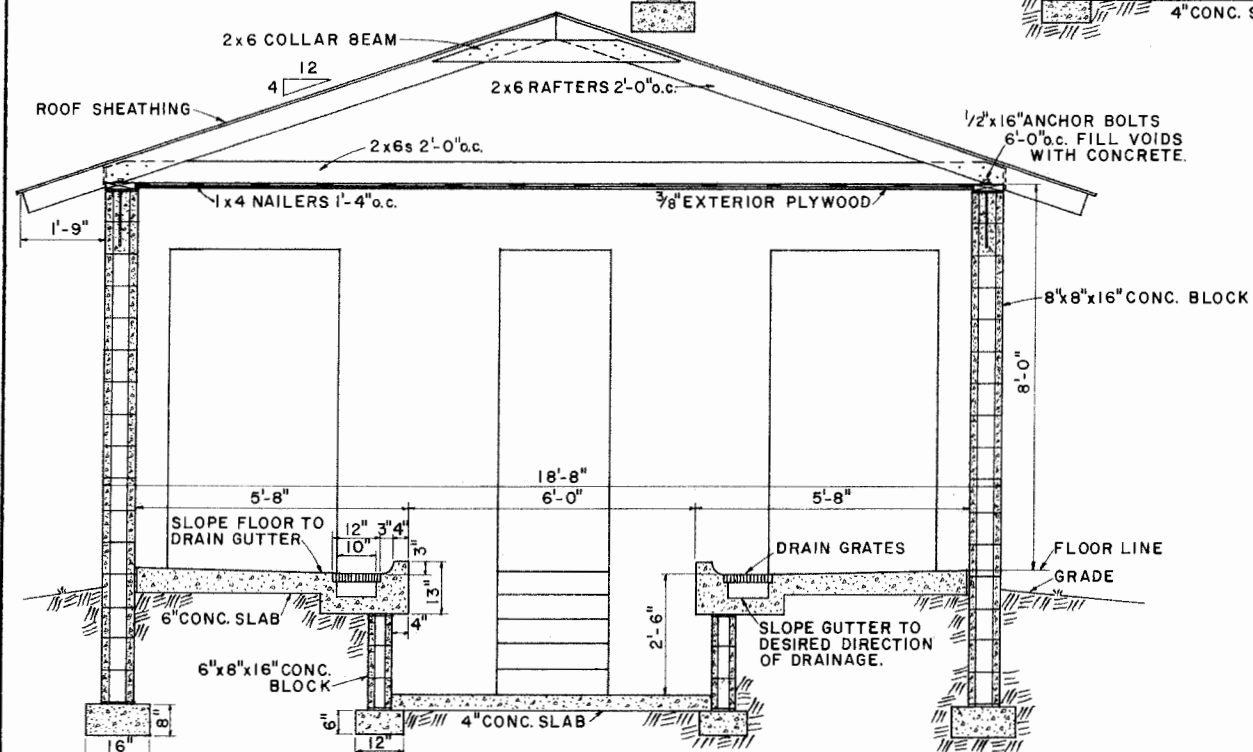 4"CONC. S
2x6 COLLAR BEAM
12
4
2x6 RAFTERS 2'-0"o.c.
ROOF SHEATHING
1/2"x16" ANCHOR BOLTS
6'-0"o.c. FILL VOIDS
WITH CONCRETE.
2x6s 2'-0"o.c.
1x4 NAILERS 1'-4"o.c.
3/8" EXTERIOR PLYWOOD
1'-9"
8"x8"x16" CONC. BLOCK
8'-0"
18'-8"
5'-8"
6'-0"
5'-8"
SLOPE FLOOR TO
DRAIN GUTTER
12"
3"
4"
10"
3"
13"
DRAIN GRATES
FLOOR LINE
GRADE
6"CONC. SLAB
4"
2'-6"
SLOPE GUTTER TO
DESIRED DIRECTION
OF DRAINAGE.
6"x8"x16" CONC.
BLOCK
8"
6"
4"CONC. SLAB
16"
12"